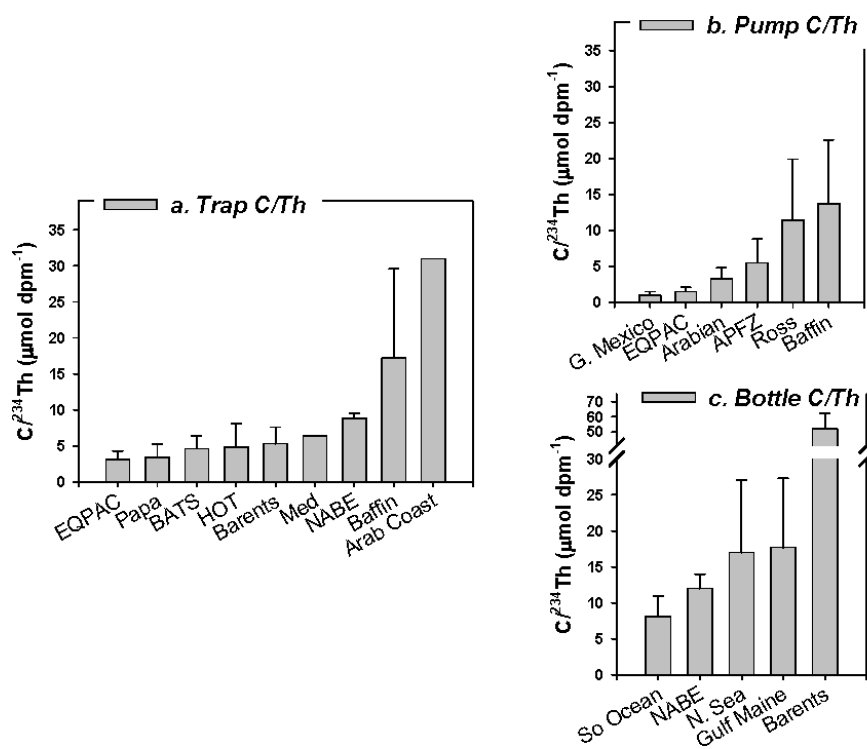 a. Trap C/Th
C/²³⁴Th (µmol dpm⁻¹)
35
30
25
20
15
10
5
0
EQPAC
Papa
BATS
HOT
Barents
Med
NABE
Baffin
Arab Coast
b. Pump C/Th
C/²³⁴Th (µmol dpm⁻¹)
35
30
25
20
15
10
5
0
G. Mexico
EQPAC
Arabian
APFZ
Ross
Baffin
c. Bottle C/Th
C/²³⁴Th (µmol dpm⁻¹)
70
60
50
30
25
20
15
10
5
0
So Ocean
NABE
N. Sea
Gulf Maine
Barents